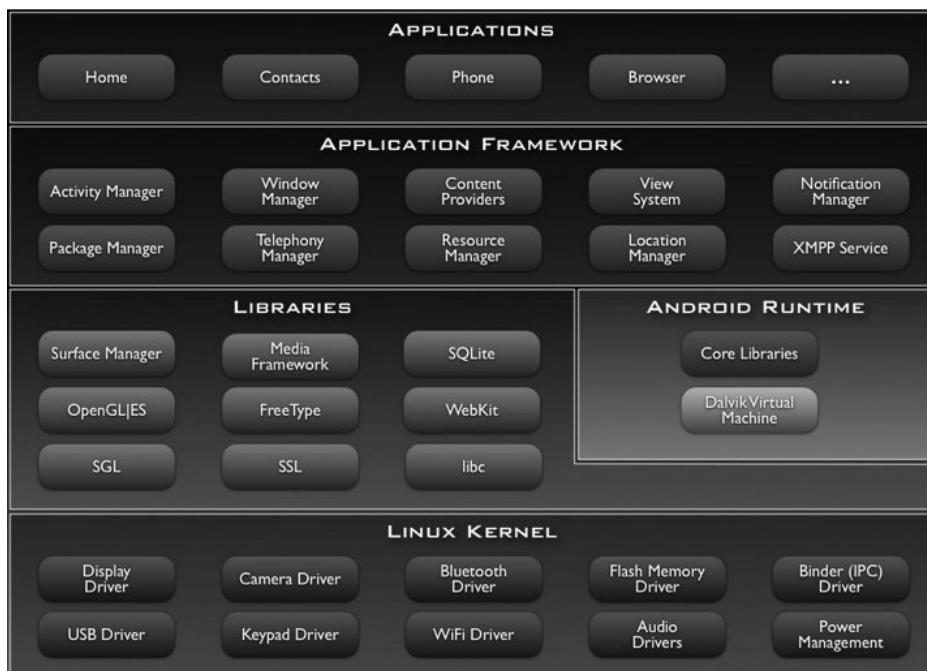 APPLICATIONS
Home
Contacts
Phone
Browser
...
APPLICATION FRAMEWORK
Activity Manager
Window
Manager
Content
Providers
View
System
Notification
Manager
Package Manager
Telephony
Manager
Resource
Manager
Location
Manager
XMPP Service
LIBRARIES
Surface Manager
Media
Framework
SQLite
OpenGL|ES
FreeType
WebKit
SGL
SSL
libc
ANDROID RUNTIME
Core Libraries
Dalvik Virtual
Machine
LINUX KERNEL
Display
Driver
Camera Driver
Bluetooth
Driver
Flash Memory
Driver
Binder (IPC)
Driver
USB Driver
Keypad Driver
WiFi Driver
Audio
Drivers
Power
Management